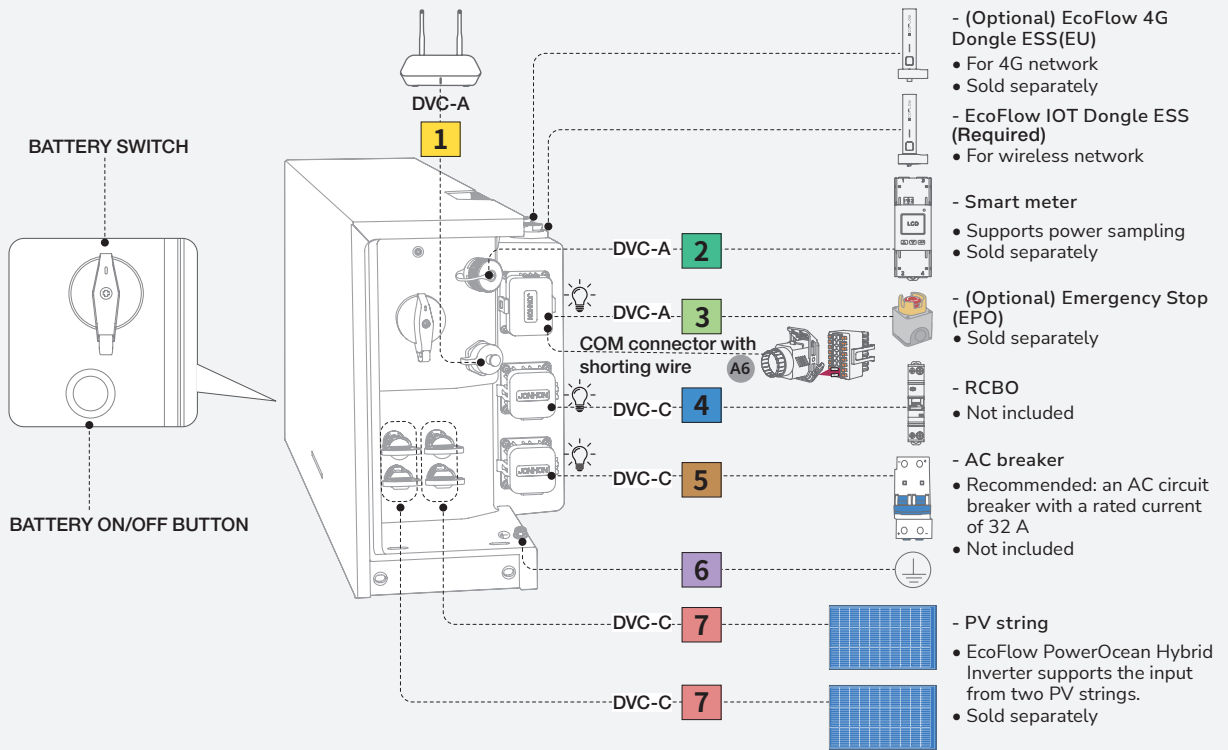 - (Optional) EcoFlow 4G
Dongle ESS(EU)
• For 4G network
• Sold separately
DVC-A
1
- EcoFlow IOT Dongle ESS
(Required)
• For wireless network
BATTERY SWITCH
- Smart meter
• Supports power sampling
• Sold separately
LCD
DVC-A
2
DVC-A
3
- (Optional) Emergency Stop
(EPO)
• Sold separately
COM connector with
shorting wire
A6
JONHON
- RCBO
• Not included
JONHON
DVC-C
4
- AC breaker
• Recommended: an AC circuit
breaker with a rated current
of 32 A
• Not included
JONHON
DVC-C
5
BATTERY ON/OFF BUTTON
6
DVC-C
7
- PV string
• EcoFlow PowerOcean Hybrid
Inverter supports the input
from two PV strings.
• Sold separately
DVC-C
7